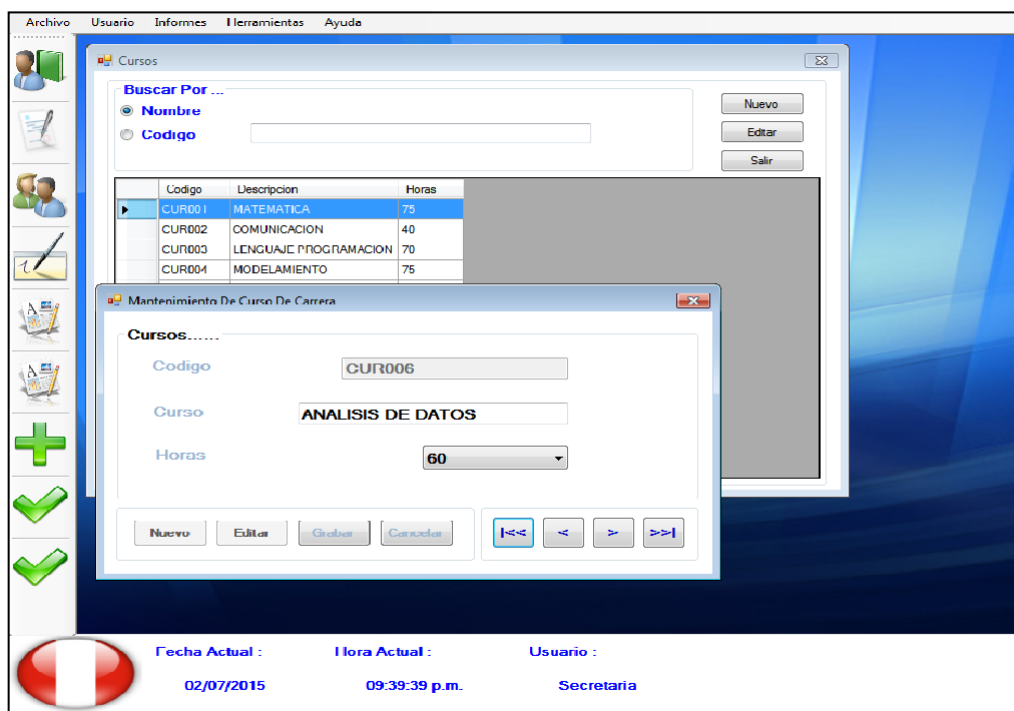 Archivo Usuario Informes Herramientas Ayuda
Cursos
Buscar Por ...
Nombre
Codigo
Nuevo
Editar
Salir
Codigo Descripcion Horas
CUR001 MATEMATICA 75
CUR002 COMUNICACION 40
CUR003 LENGUAJE PROGRAMACION 70
CUR004 MODELAMIENTO 75
Mantenimiento De Curso De Carrera
Cursos......
Codigo CUR006
Curso ANALISIS DE DATOS
Horas 60
Nuevo Editar Grabar Cancelar |<< < > >>|
Fecha Actual : Hora Actual : Usuario :
02/07/2015 09:39:39 p.m. Secretaria